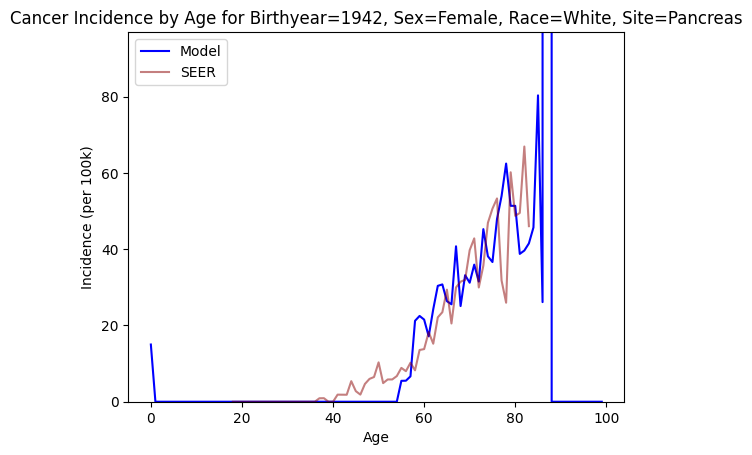 Cancer Incidence by Age for Birthyear=1942, Sex=Female, Race=White, Site=Pancreas
Model
SEER
80
60
40
20
0
Incidence (per 100k)
0 20 40 60 80 100
Age